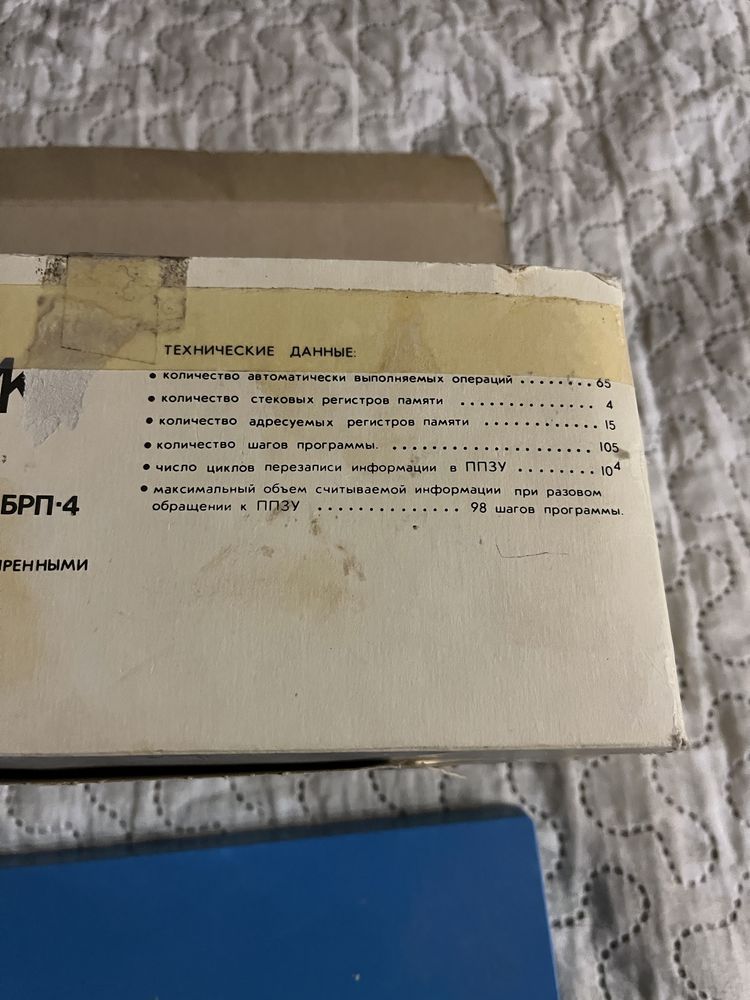 ТЕХНИЧЕСКИЕ ДАННЫЕ:
• количество автоматически выполняемых операций ........ 65
• количество стековых регистров памяти .............. 4
• количество адресуемых регистров памяти ............ 15
• количество шагов программы. ..................... 105
• число циклов перезаписи информации в ППЗУ ........ 10⁴
• максимальный объем считываемой информации при разовом
обращении к ППЗУ .............. 98 шагов программы.
БРП·4
РЕННЫМИ